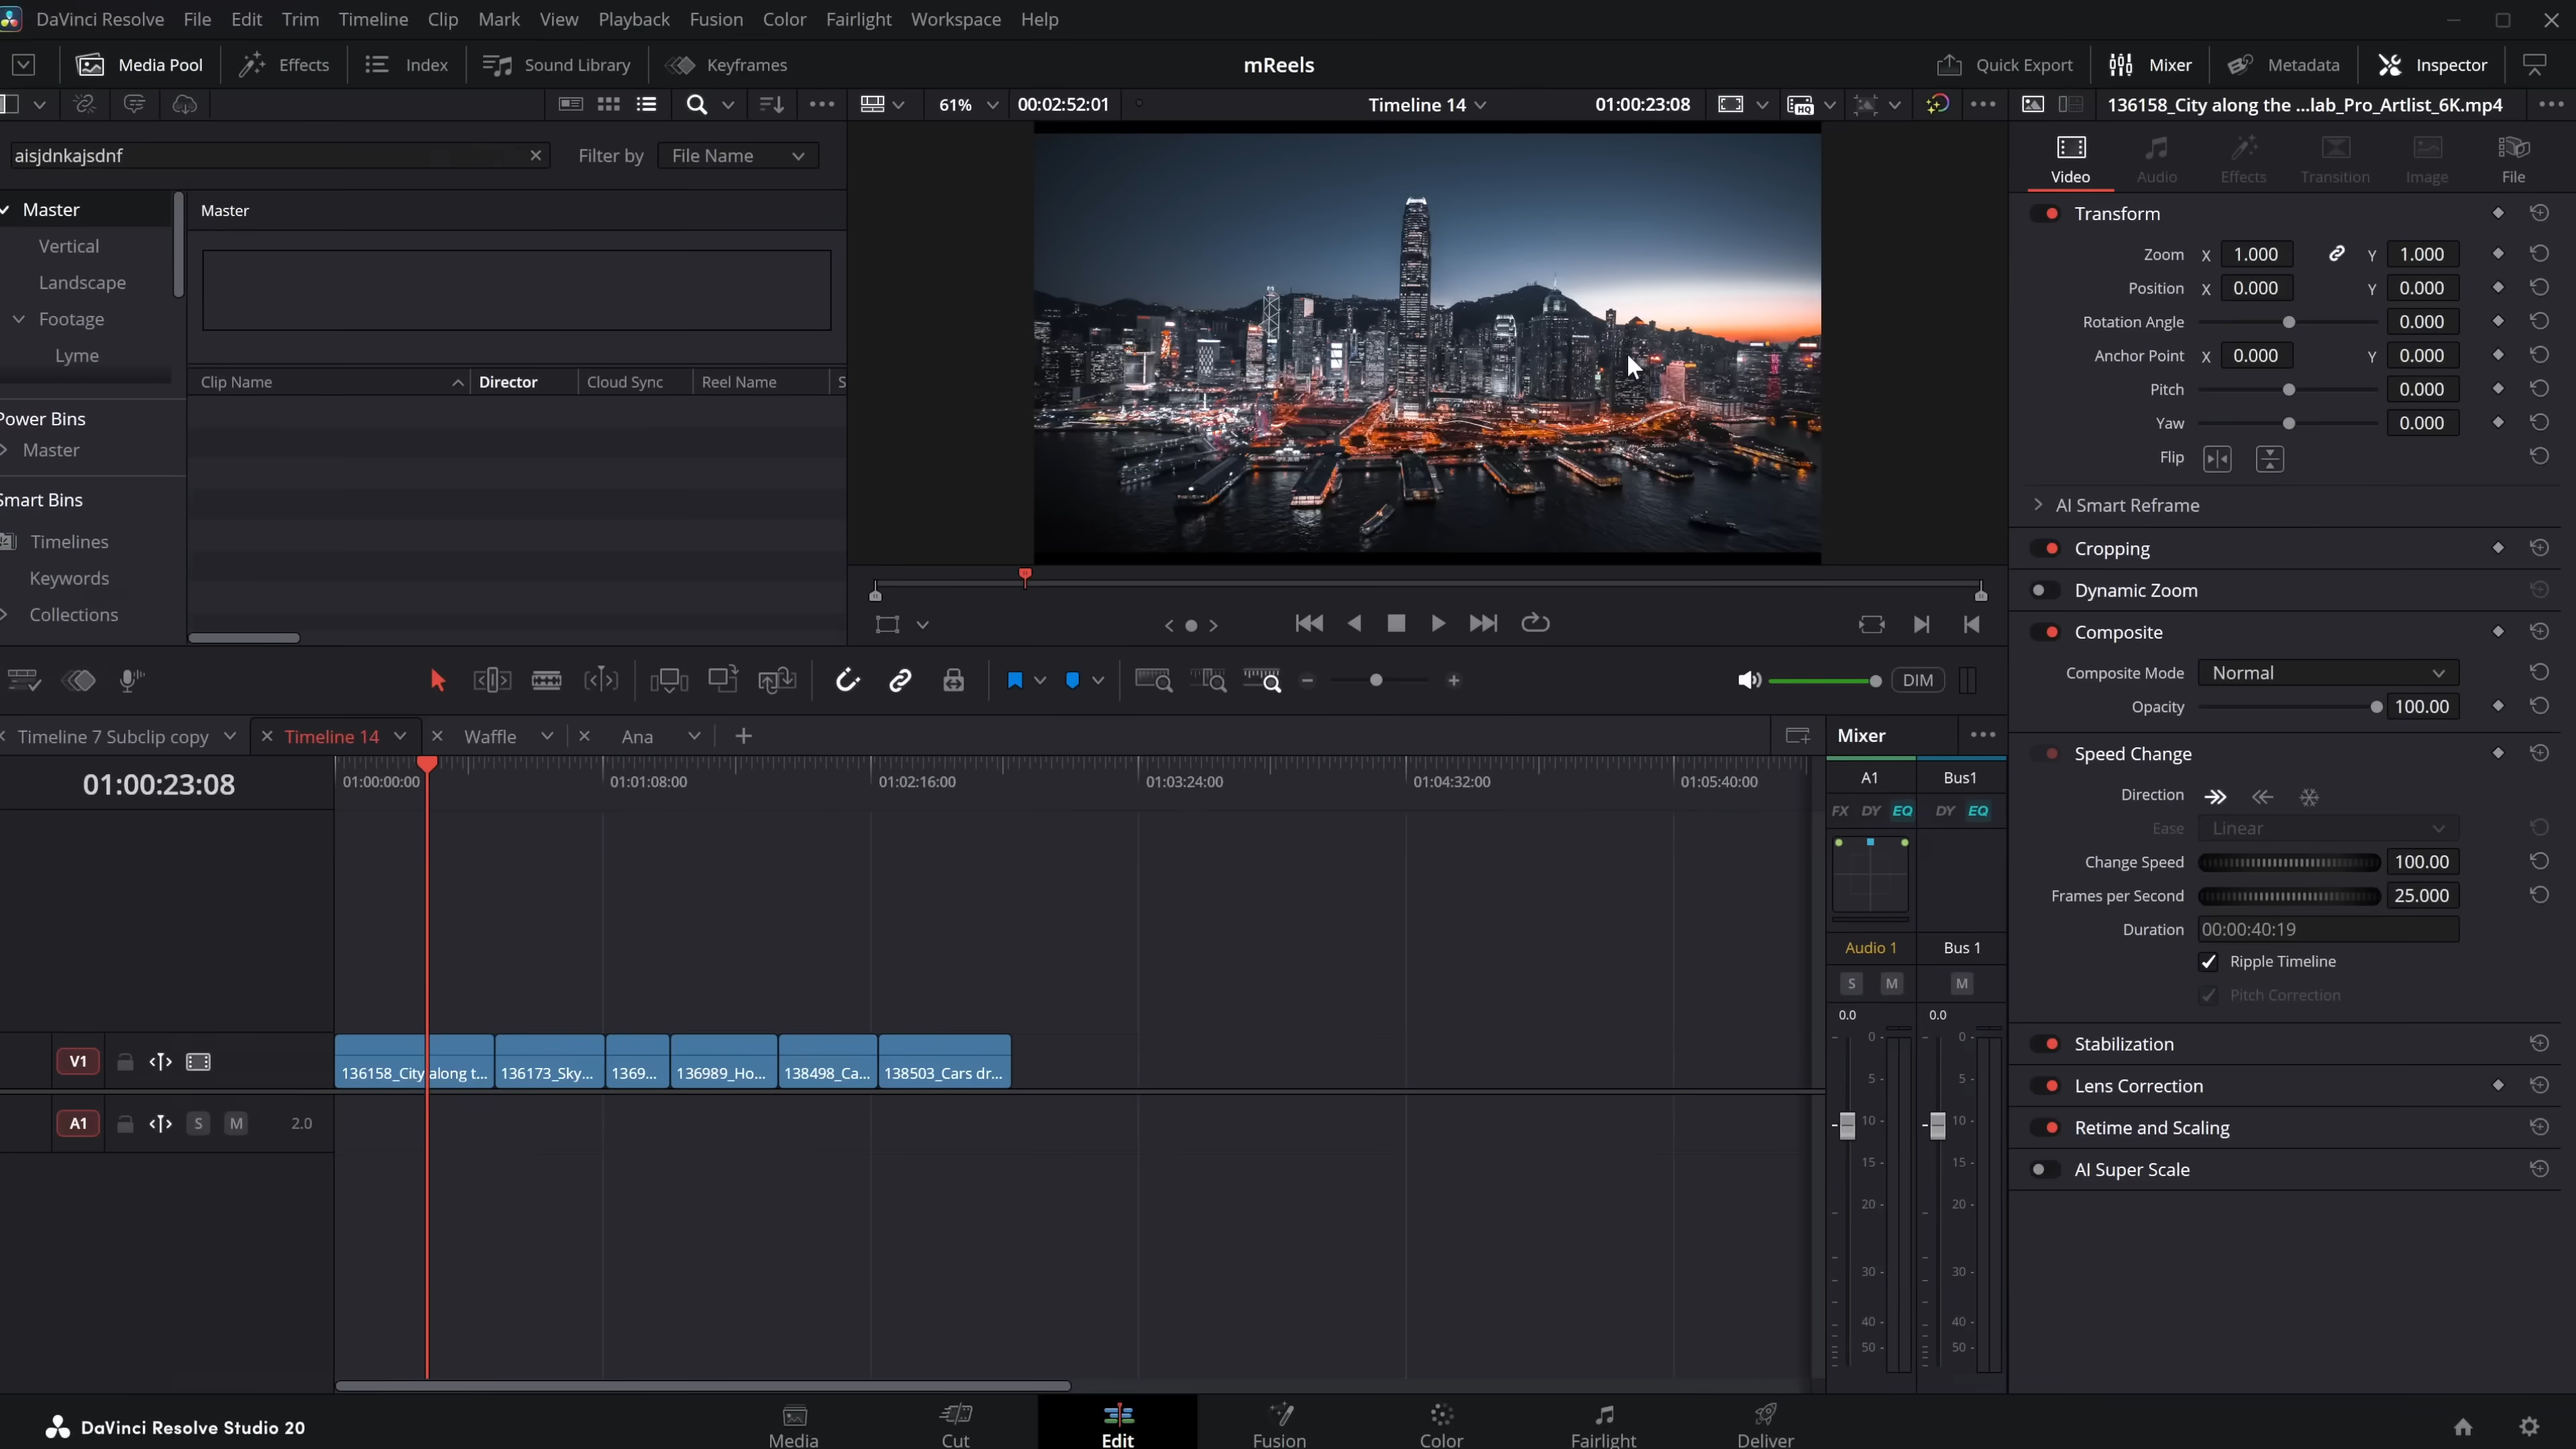 DaVinci Resolve File Edit Trim Timeline Clip Mark View Playback Fusion Color Fairlight Workspace Help
Media Pool Effects Index Sound Library Keyframes mReels Quick Export Mixer Metadata Inspector
61% 00:02:52:01 Timeline 14 01:00:23:08 136158_City along the ...lab_Pro_Artlist_6K.mp4
aisjdnkajsdnf Filter by File Name
Video Audio Effects Transition Image File
Master
Vertical
Landscape
Footage
Lyme
Power Bins
Master
Smart Bins
Timelines
Keywords
Collections
Master
Clip Name Director Cloud Sync Reel Name S
Transform
Zoom X 1.000 Y 1.000
Position X 0.000 Y 0.000
Rotation Angle 0.000
Anchor Point X 0.000 Y 0.000
Pitch 0.000
Yaw 0.000
Flip
AI Smart Reframe
Cropping
Dynamic Zoom
Composite
Composite Mode Normal
Opacity 100.00
Speed Change
Direction
Ease Linear
Change Speed 100.00
Frames per Second 25.000
Duration 00:00:40:19
Ripple Timeline
Pitch Correction
Stabilization
Lens Correction
Retime and Scaling
AI Super Scale
DIM
Timeline 7 Subclip copy Timeline 14 Waffle Ana
01:00:23:08
01:00:00:00 01:01:08:00 01:02:16:00 01:03:24:00 01:04:32:00 01:05:40:00
V1
136158_City along t... 136173_Sky... 1369... 136989_Ho... 138498_Ca... 138503_Cars dr...
A1 S M 2.0
Mixer
A1 Bus1
FX DY EQ DY EQ
Audio 1 Bus 1
S M M
0.0 0.0
0 0
5 5
10 10
15 15
20 20
30 30
40 40
50 50
DaVinci Resolve Studio 20
Media Cut Edit Fusion Color Fairlight Deliver